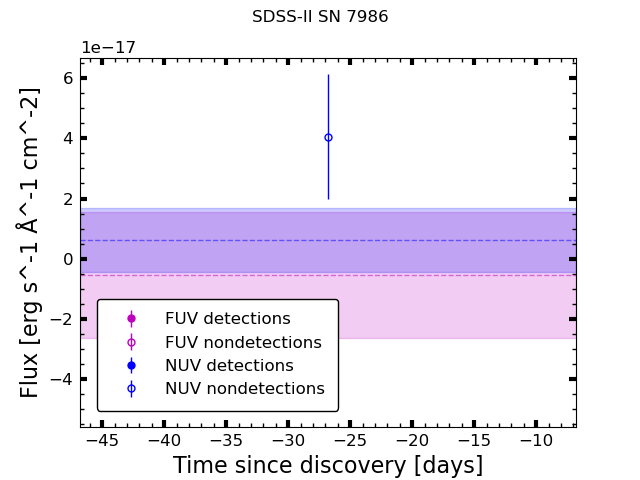 SDSS-II SN 7986
1e−17
6
4
2
0
−2
−4
Flux [erg s^-1 Å^-1 cm^-2]
FUV detections
FUV nondetections
NUV detections
NUV nondetections
−45 −40 −35 −30 −25 −20 −15 −10
Time since discovery [days]